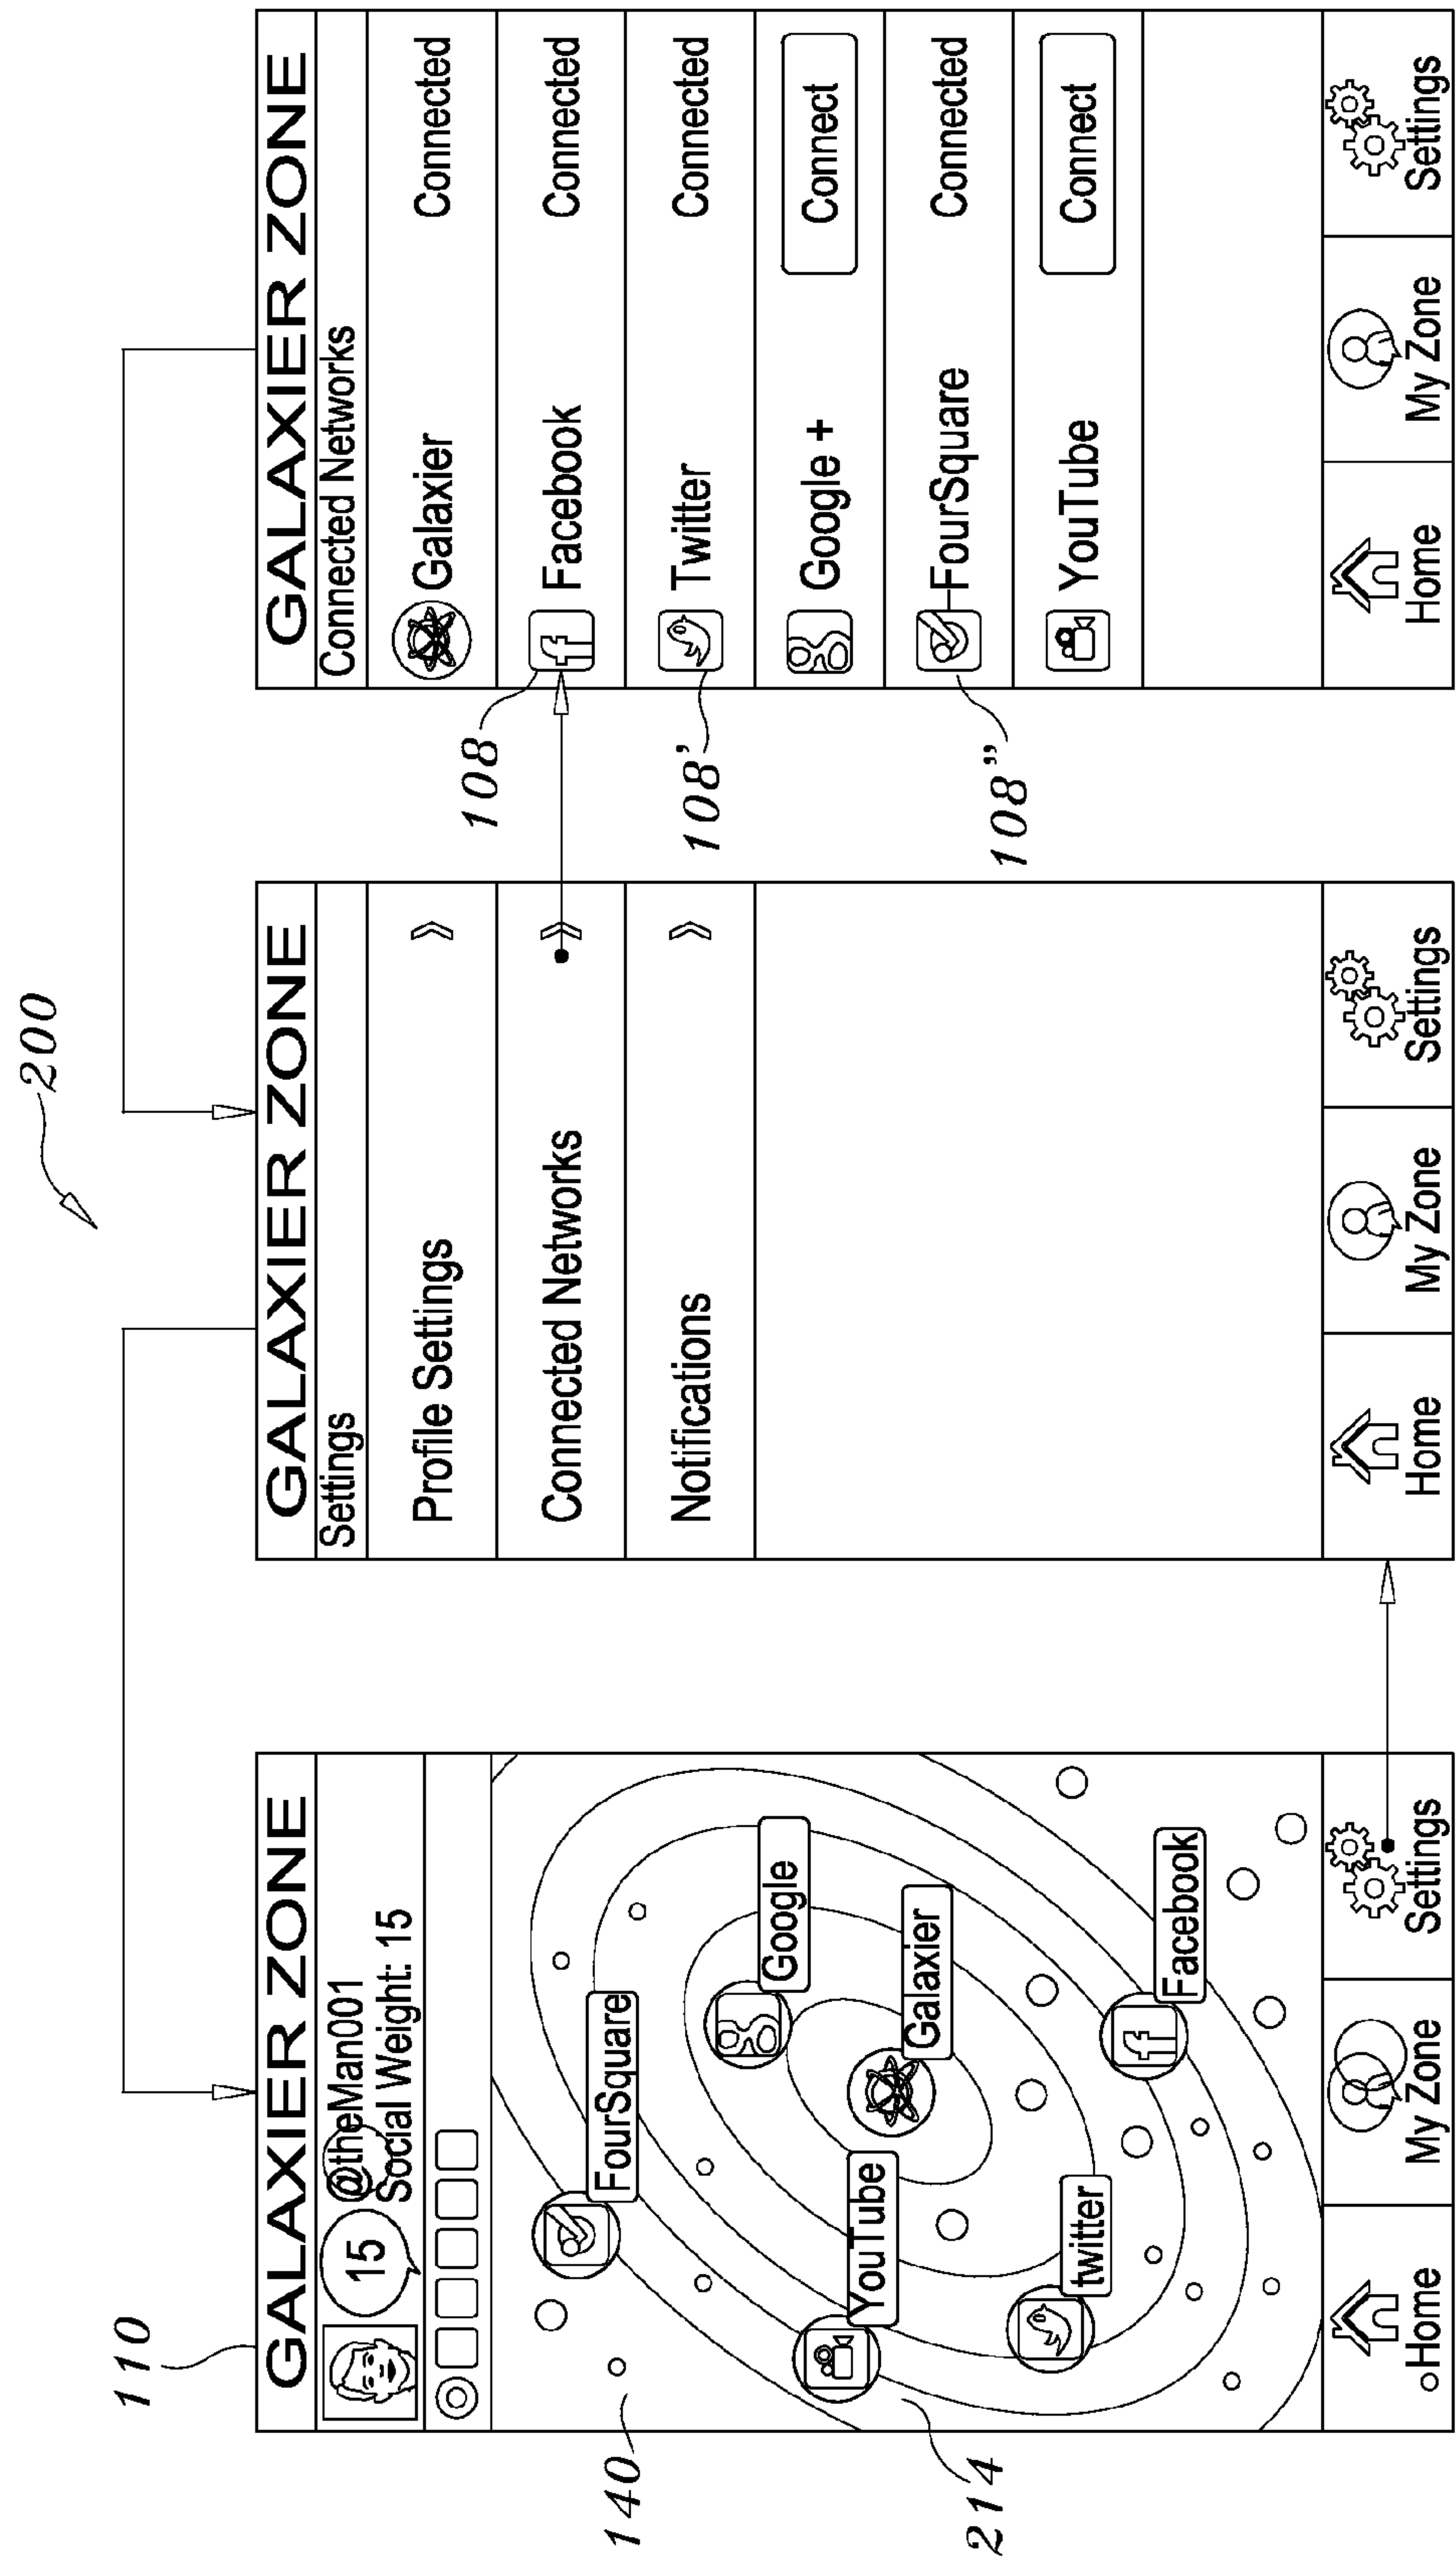 200
110
GALAXIER ZONE
15
@theMan001
Social Weight: 15
FourSquare
Google
YouTube
Galaxier
twitter
Facebook
Home
My Zone
Settings
140
214
GALAXIER ZONE
Settings
Profile Settings
Connected Networks
Notifications
Home
My Zone
Settings
GALAXIER ZONE
Connected Networks
Galaxier Connected
Facebook Connected
Twitter Connected
Google + Connect
FourSquare Connected
YouTube Connect
Home
My Zone
Settings
108
108'
108"